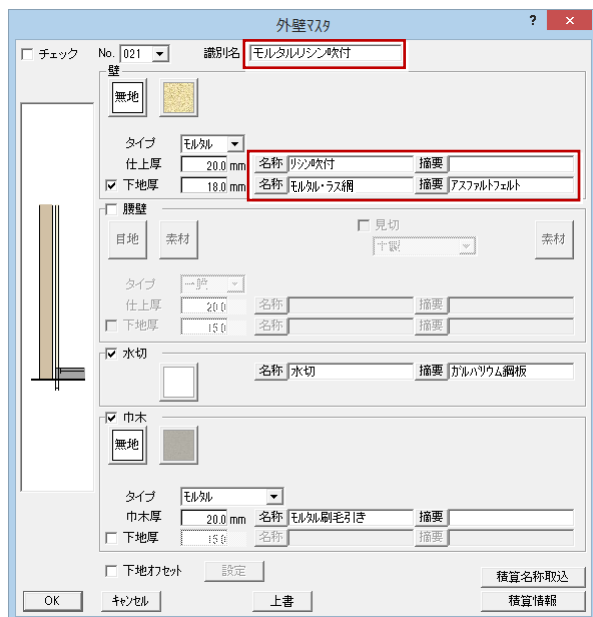 外壁マスタ ? ×
チェック No. 021 識別名 モルタルリシン吹付
壁
無地
タイプ モルタル
仕上厚 20.0 mm 名称 リシン吹付 摘要
下地厚 18.0 mm 名称 モルタル・ラス網 摘要 アスファルトフェルト
腰壁
目地 素材 見切 素材
タイプ 一般
仕上厚 20.0 名称 摘要
下地厚 15.0 名称 摘要
水切
名称 水切 摘要 ガルバリウム鋼板
巾木
無地
タイプ モルタル
巾木厚 20.0 mm 名称 モルタル刷毛引き 摘要
下地厚 15.0 名称 摘要
下地オフセット 設定
積算名称取込
OK キャンセル 上書 積算情報